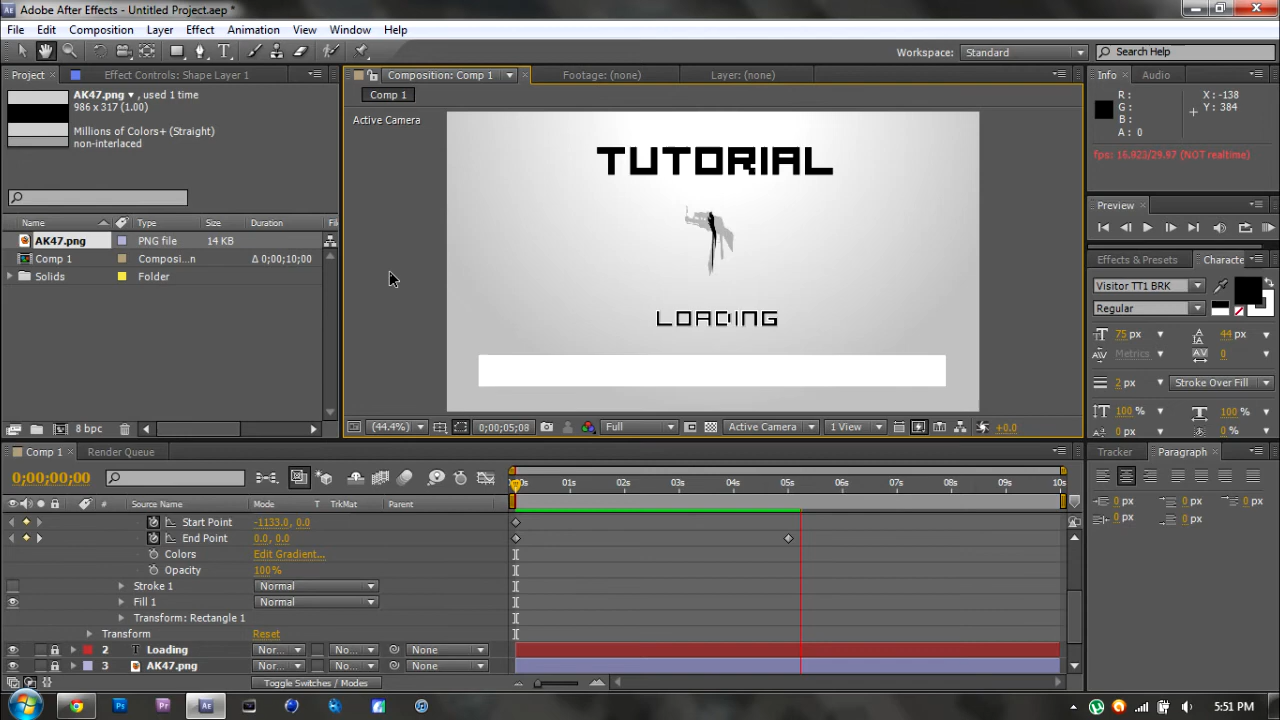 Adobe After Effects - Untitled Project.aep *
File Edit Composition Layer Effect Animation View Window Help
Workspace: Standard Search Help
Project Effect Controls: Shape Layer 1
Composition: Comp 1 Footage: (none) Layer: (none)
Info Audio
AK47.png ▾, used 1 time
986 x 317 (1.00)
Millions of Colors+ (Straight)
non-interlaced
Comp 1
Active Camera
R :
G :
B :
A : 0
X : -138
Y : 384
fps: 16.823/29.97 (NOT realtime)
TUTORIAL
LOADING
Name Type Size Duration
AK47.png PNG file 14 KB
Comp 1 Composi...n Δ 0;00;10;00
Solids Folder
8 bpc
(44.4%) 0;00;05;08 Full Active Camera 1 View +0.0
Preview
Effects & Presets Characte
Visitor TT1 BRK
Regular
75 px 44 px
Metrics 0
2 px Stroke Over Fill
100 % 100 %
0 px 0 %
Comp 1 Render Queue
Tracker Paragraph
0;00;00;00
01s 02s 03s 04s 05s 06s 07s 08s 09s 10s
# Source Name Mode T TrkMat Parent
0 px 0 px 0 px
0 px 0 px
Start Point -1133.0, 0.0
End Point 0.0, 0.0
Colors Edit Gradient...
Opacity 100%
Stroke 1 Normal
Fill 1 Normal
Transform: Rectangle 1
Transform Reset
2 T Loading Nor... No... None
3 AK47.png Nor... No... None
Toggle Switches / Modes
5:51 PM